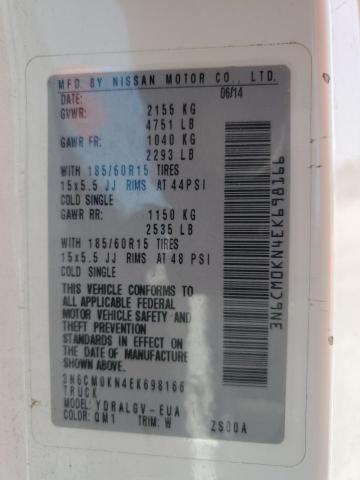 MFD. BY NISSAN MOTOR CO., LTD.
DATE: 06/14
GVWR: 2155 KG
4751 LB
GAWR FR: 1040 KG
2293 LB
WITH 185/60R15 TIRES
15x5.5 JJ RIMS AT 44PSI
COLD SINGLE
GAWR RR: 1150 KG
2535 LB
WITH 185/60R15 TIRES
15x5.5 JJ RIMS AT 48 PSI
COLD SINGLE
THIS VEHICLE CONFORMS TO
ALL APPLICABLE FEDERAL
MOTOR VEHICLE SAFETY AND
THEFT PREVENTION
STANDARDS IN EFFECT ON
THE DATE OF MANUFACTURE
SHOWN ABOVE.
3N6CM0KN4EK698166
TRUCK
MODEL: YDRALGV-EUA
COLOR: QM1 TRIM: W ZS00A
3N6CM0KN4EK698166